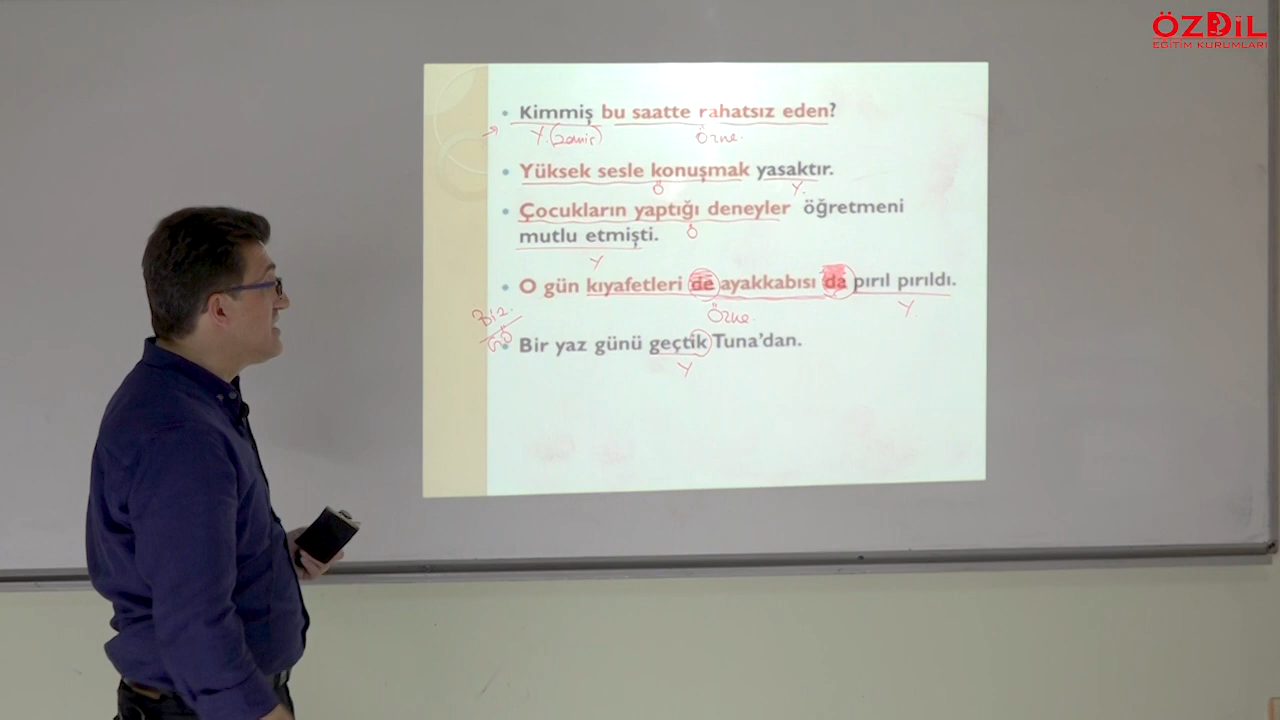 ÖZDİL
EĞİTİM KURUMLARI
• Kimmiş bu saatte rahatsız eden?
Y. (zamir) Özne.
• Yüksek sesle konuşmak yasaktır.
Ö Y.
• Çocukların yaptığı deneyler öğretmeni
mutlu etmişti.
Ö
Y
• O gün kıyafetleri de ayakkabısı da pırıl pırıldı.
Özne Y.
Biz.
GÖ
• Bir yaz günü geçtik Tuna'dan.
Y